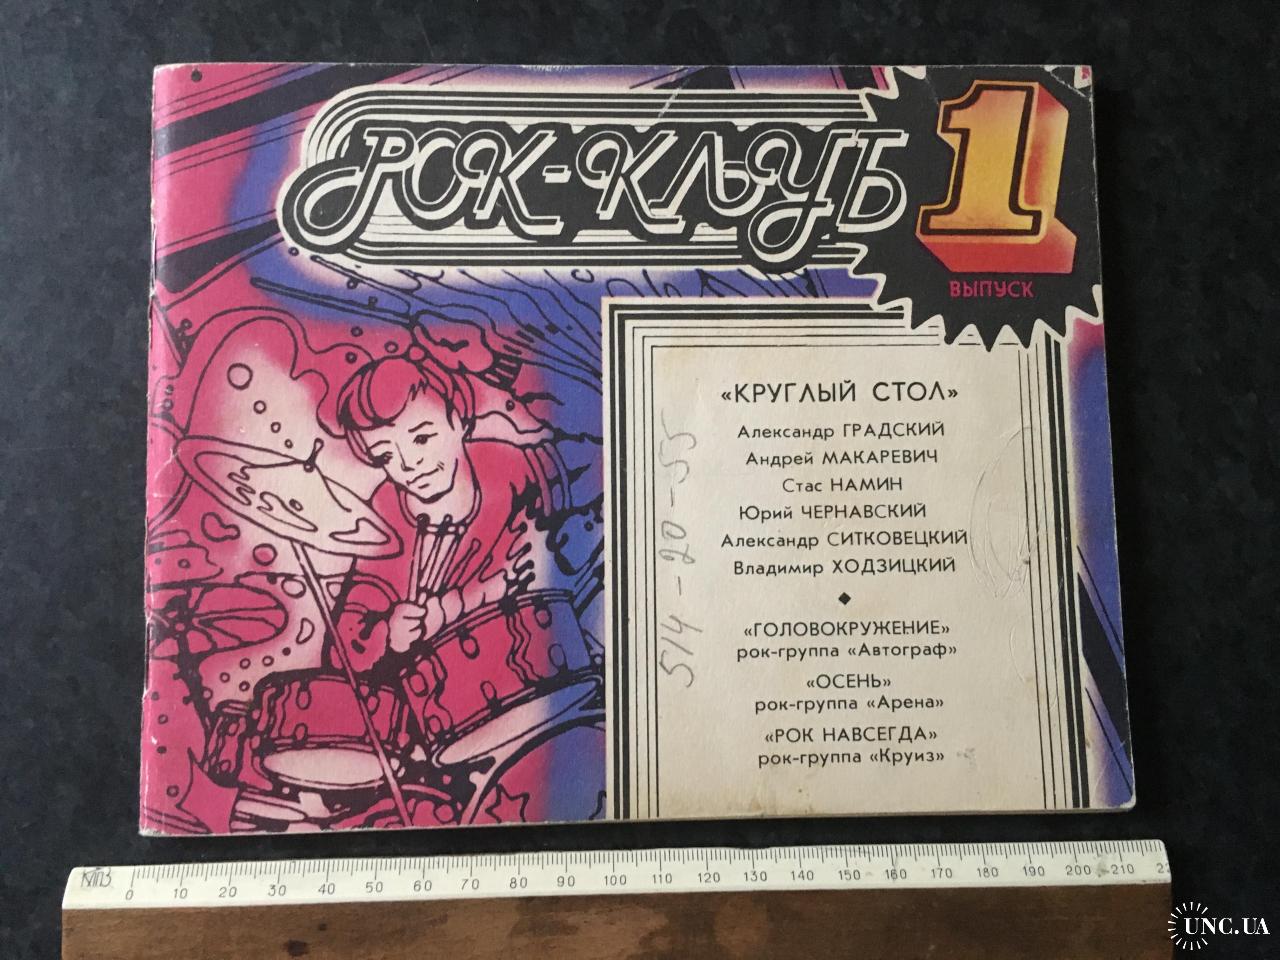 РОК-КЛУБ
1
ВЫПУСК
«КРУГЛЫЙ СТОЛ»
Александр ГРАДСКИЙ
Андрей МАКАРЕВИЧ
Стас НАМИН
Юрий ЧЕРНАВСКИЙ
Александр СИТКОВЕЦКИЙ
Владимир ХОДЗИЦКИЙ
«ГОЛОВОКРУЖЕНИЕ»
рок-группа «Автограф»
«ОСЕНЬ»
рок-группа «Арена»
«РОК НАВСЕГДА»
рок-группа «Круиз»
514-20-55
0 10 20 30 40 50 60 70 80 90 100 110 120 130 140 150 160 170 180 190 200 210
UNC.UA